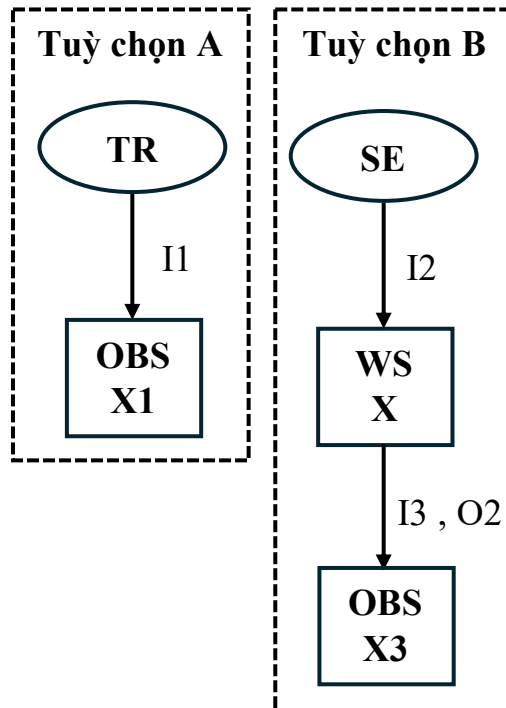 Tuỳ chọn A
TR
I1
OBS
X1
Tuỳ chọn B
SE
I2
WS
X
I3 , O2
OBS
X3